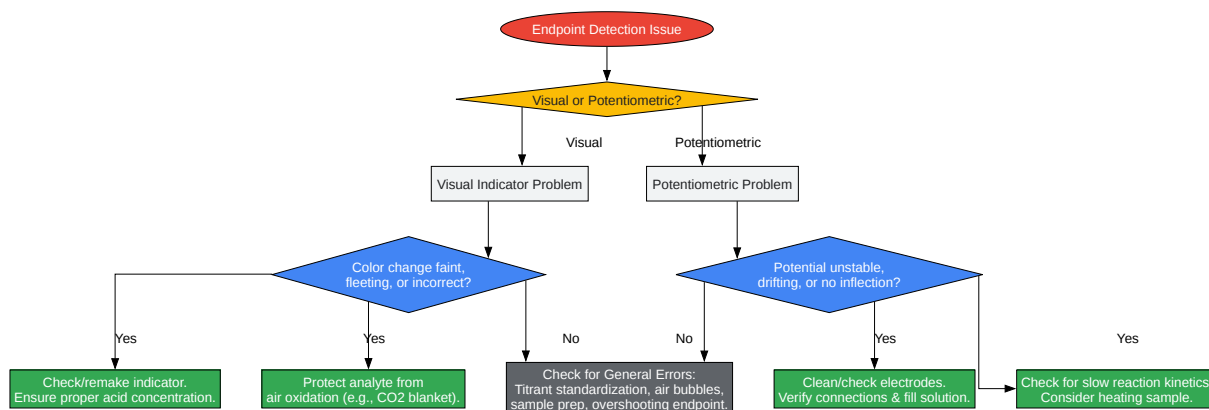 Endpoint Detection Issue
Visual or Potentiometric?
Visual
Potentiometric
Visual Indicator Problem
Potentiometric Problem
Color change faint,
fleeting, or incorrect?
Potential unstable,
drifting, or no inflection?
Yes
Yes
No
No
Yes
Yes
Check/remake indicator.
Ensure proper acid concentration.
Protect analyte from
air oxidation (e.g., CO2 blanket).
Check for General Errors:
Titrant standardization, air bubbles,
sample prep, overshooting endpoint.
Clean/check electrodes.
Verify connections & fill solution.
Check for slow reaction kinetics.
Consider heating sample.